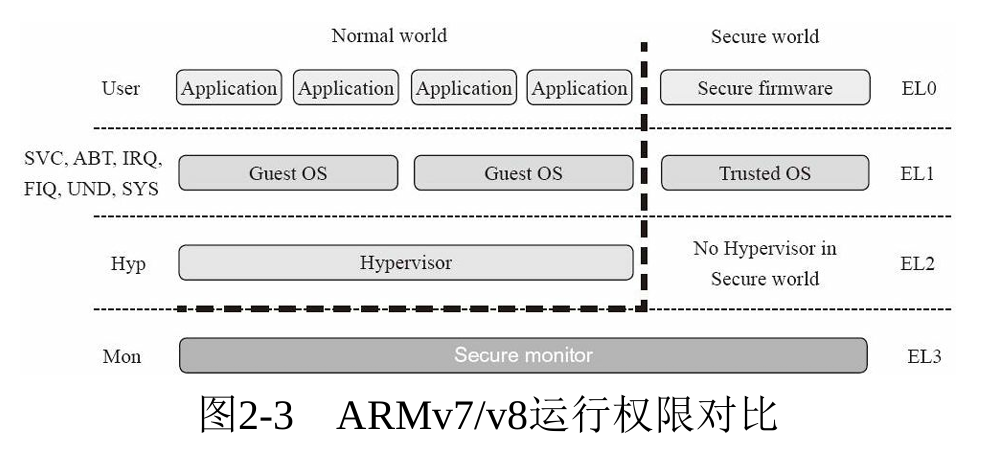 Normal world Secure world
User Application Application Application Application Secure firmware EL0
SVC, ABT, IRQ,
FIQ, UND, SYS Guest OS Guest OS Trusted OS EL1
Hyp Hypervisor No Hypervisor in
Secure world EL2
Mon Secure monitor EL3
图2-3 ARMv7/v8运行权限对比